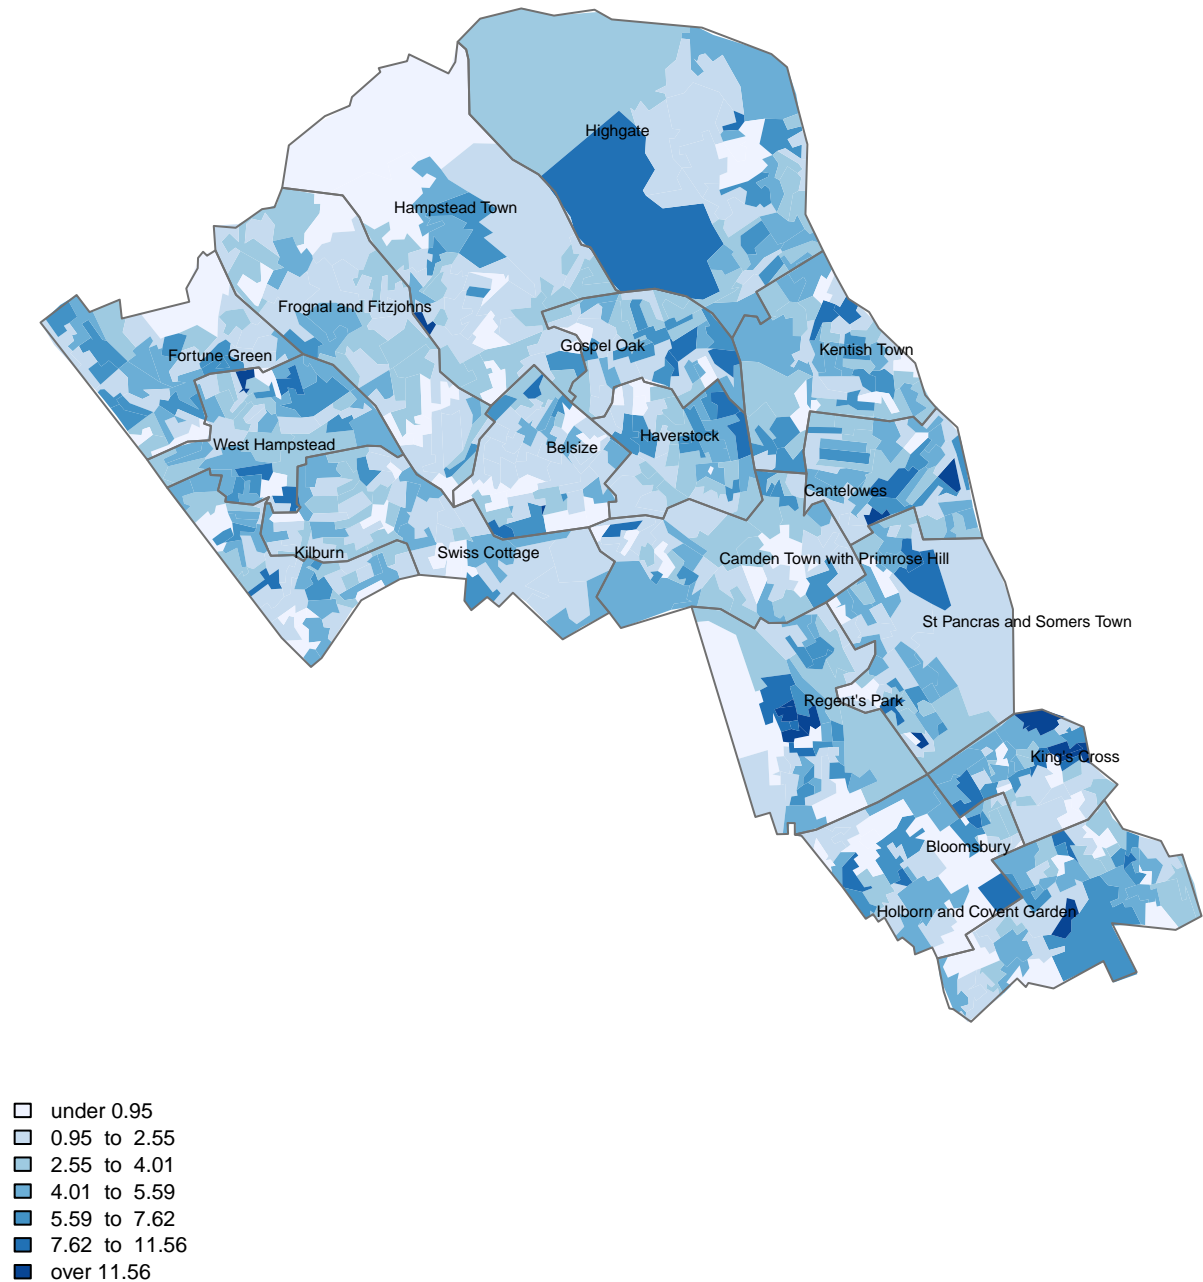 Highgate
Hampstead Town
Frognal and Fitzjohns
Gospel Oak
Kentish Town
Fortune Green
Haverstock
West Hampstead
Belsize
Cantelowes
Kilburn
Swiss Cottage
Camden Town with Primrose Hill
St Pancras and Somers Town
Regent's Park
King's Cross
Bloomsbury
Holborn and Covent Garden
under 0.95
0.95 to 2.55
2.55 to 4.01
4.01 to 5.59
5.59 to 7.62
7.62 to 11.56
over 11.56